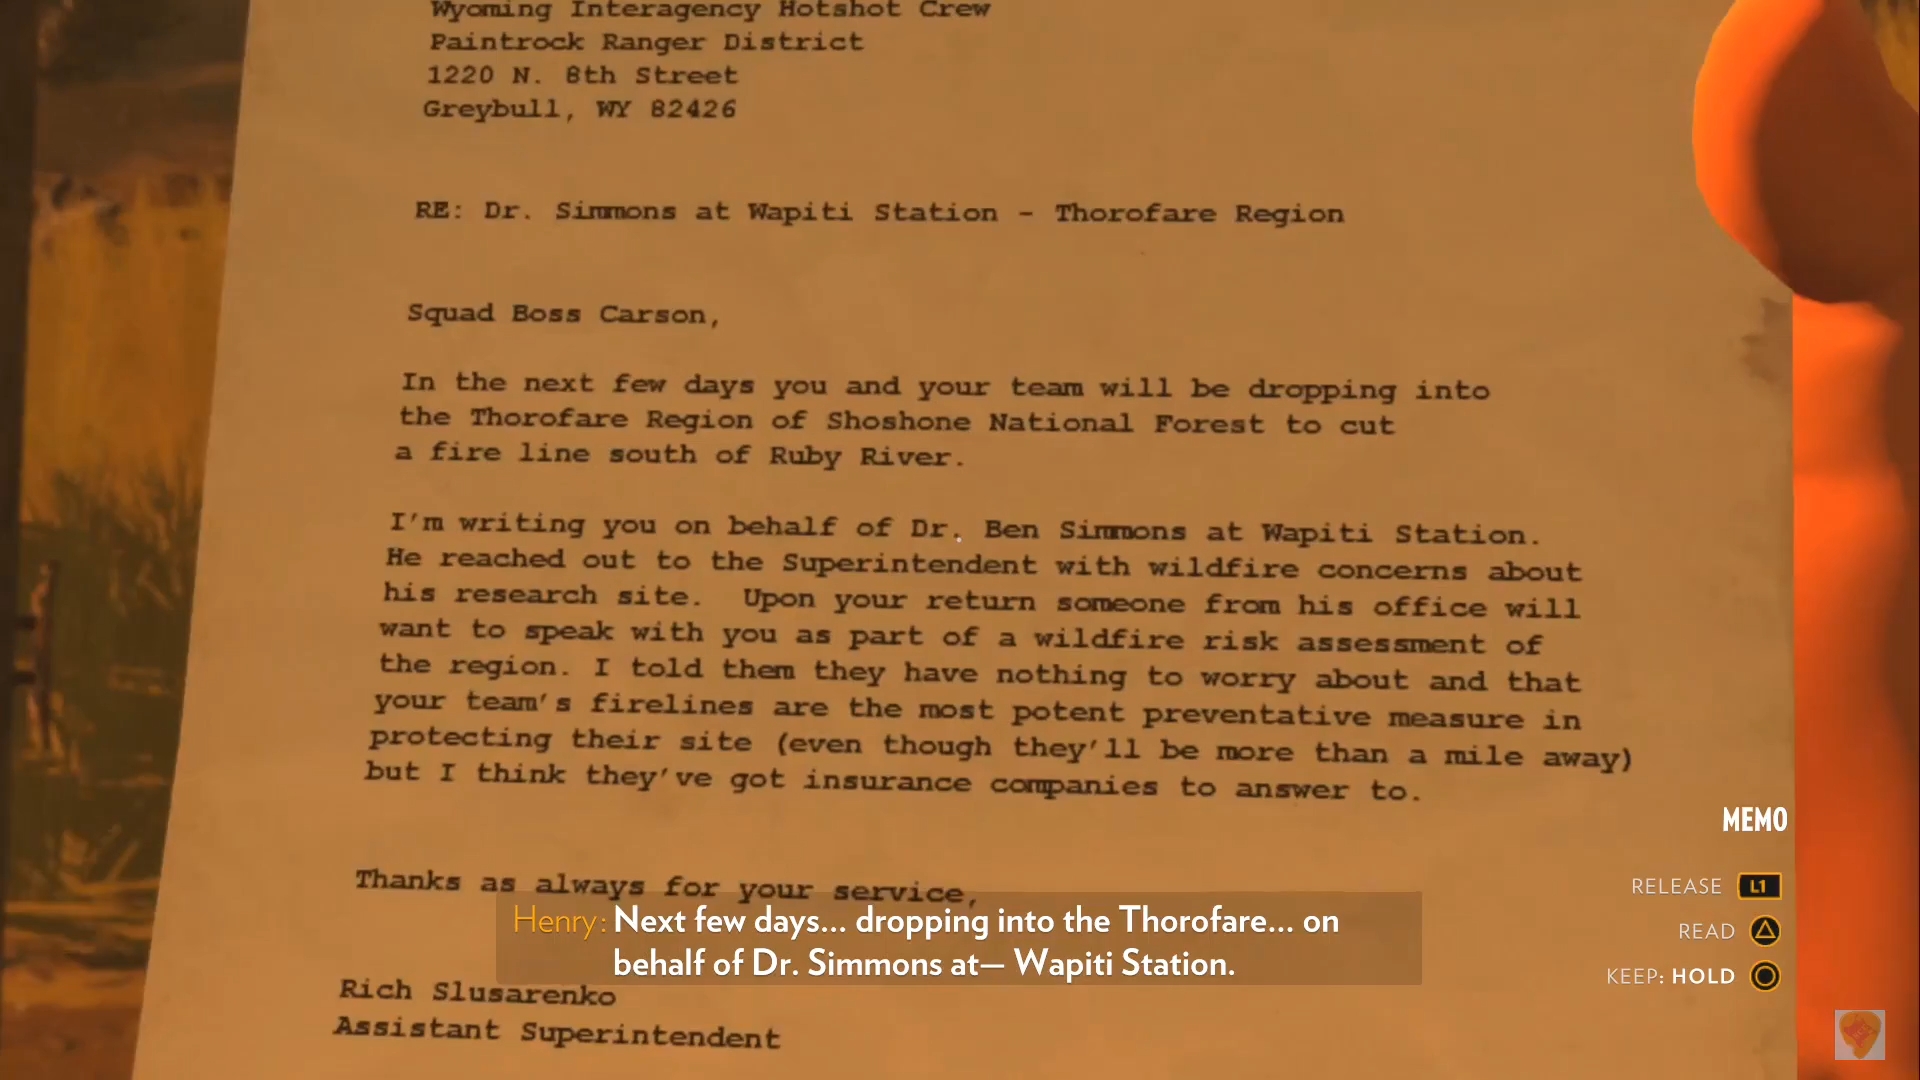 Wyoming Interagency Hotshot Crew
Paintrock Ranger District
1220 N. 8th Street
Greybull, WY 82426
RE: Dr. Simmons at Wapiti Station - Thorofare Region
Squad Boss Carson,
In the next few days you and your team will be dropping into
the Thorofare Region of Shoshone National Forest to cut
a fire line south of Ruby River.
I'm writing you on behalf of Dr. Ben Simmons at Wapiti Station.
He reached out to the Superintendent with wildfire concerns about
his research site. Upon your return someone from his office will
want to speak with you as part of a wildfire risk assessment of
the region. I told them they have nothing to worry about and that
your team's firelines are the most potent preventative measure in
protecting their site (even though they'll be more than a mile away)
but I think they've got insurance companies to answer to.
Thanks as always for your service,
Rich Slusarenko
Assistant Superintendent
Henry: Next few days... dropping into the Thorofare... on
behalf of Dr. Simmons at— Wapiti Station.
MEMO
RELEASE L1
READ
KEEP: HOLD